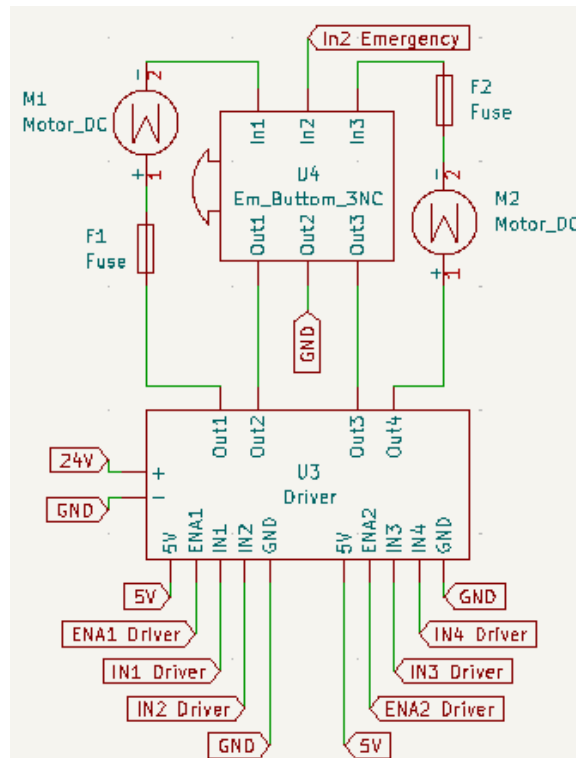 In2 Emergency
M1
Motor_DC
-
2
+
1
F1
Fuse
In1
In2
In3
U4
Em_Buttom_3NC
Out1
Out2
Out3
F2
Fuse
-
2
M2
Motor_DC
+
1
GND
Out1
Out2
Out3
Out4
24V
+
GND
-
U3
Driver
5V
ENA1
IN1
IN2
GND
5V
ENA2
IN3
IN4
GND
5V
GND
ENA1 Driver
IN4 Driver
IN1 Driver
IN3 Driver
IN2 Driver
ENA2 Driver
GND
5V